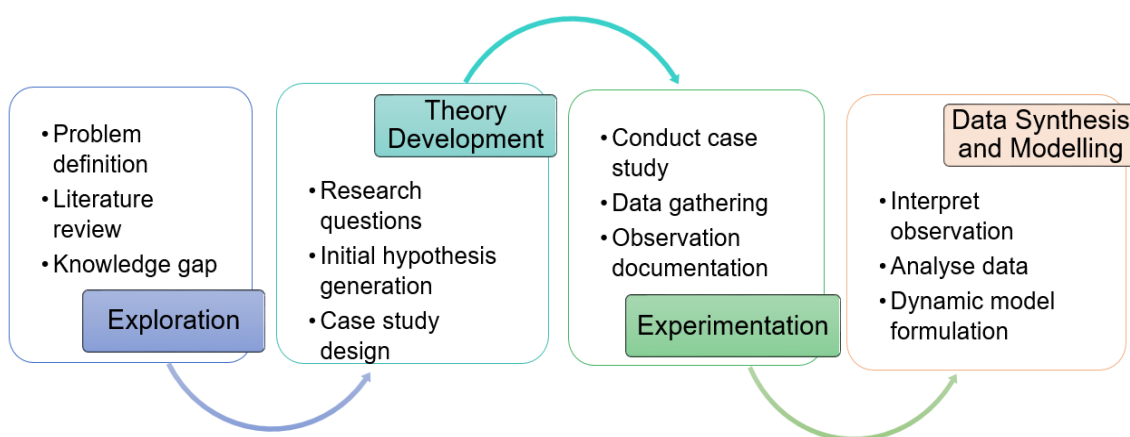 • Problem
definition
• Literature
review
• Knowledge gap
Exploration
Theory
Development
• Research
questions
• Initial hypothesis
generation
• Case study
design
• Conduct case
study
• Data gathering
• Observation
documentation
Experimentation
Data Synthesis
and Modelling
• Interpret
observation
• Analyse data
• Dynamic model
formulation